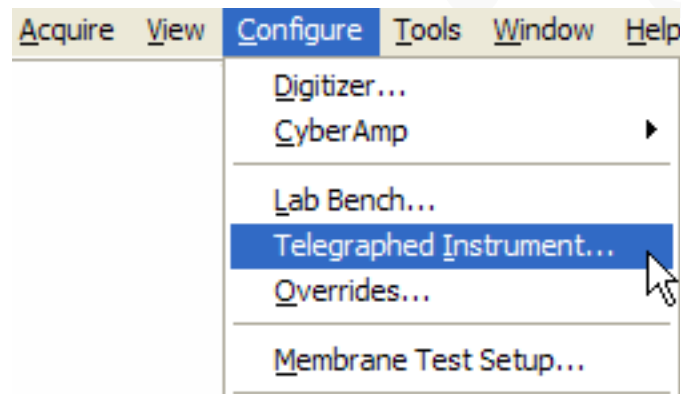 Acquire View Configure Tools Window Help
Digitizer...
CyberAmp
Lab Bench...
Telegraphed Instrument...
Overrides...
Membrane Test Setup...